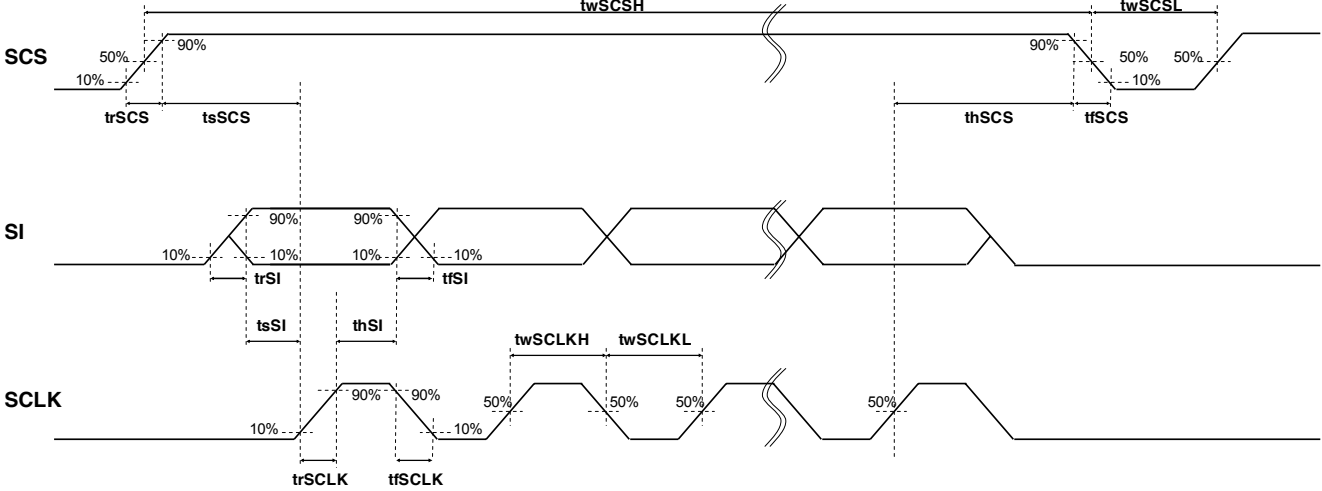 twSCSH twSCSL
90% 90%
SCS 50% 50% 50%
10% 10%
trSCS tsSCS thSCS tfSCS
90% 90%
SI
10% 10% 10% 10%
trSI tfSI
tsSI thSI
twSCLKH twSCLKL
SCLK 90% 90% 50% 50% 50% 50%
10% 10%
trSCLK tfSCLK